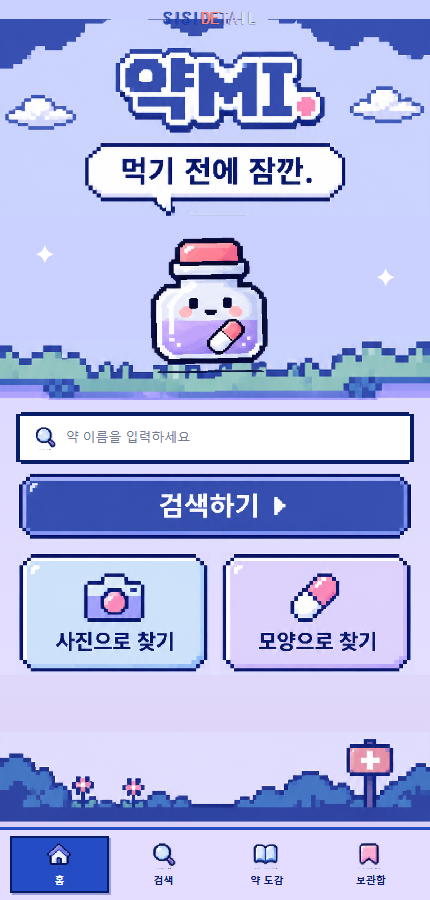 SISIDETAIL
약MI.
먹기 전에 잠깐.
약 이름을 입력하세요
검색하기
사진으로 찾기
모양으로 찾기
홈
검색
약 도감
보관함